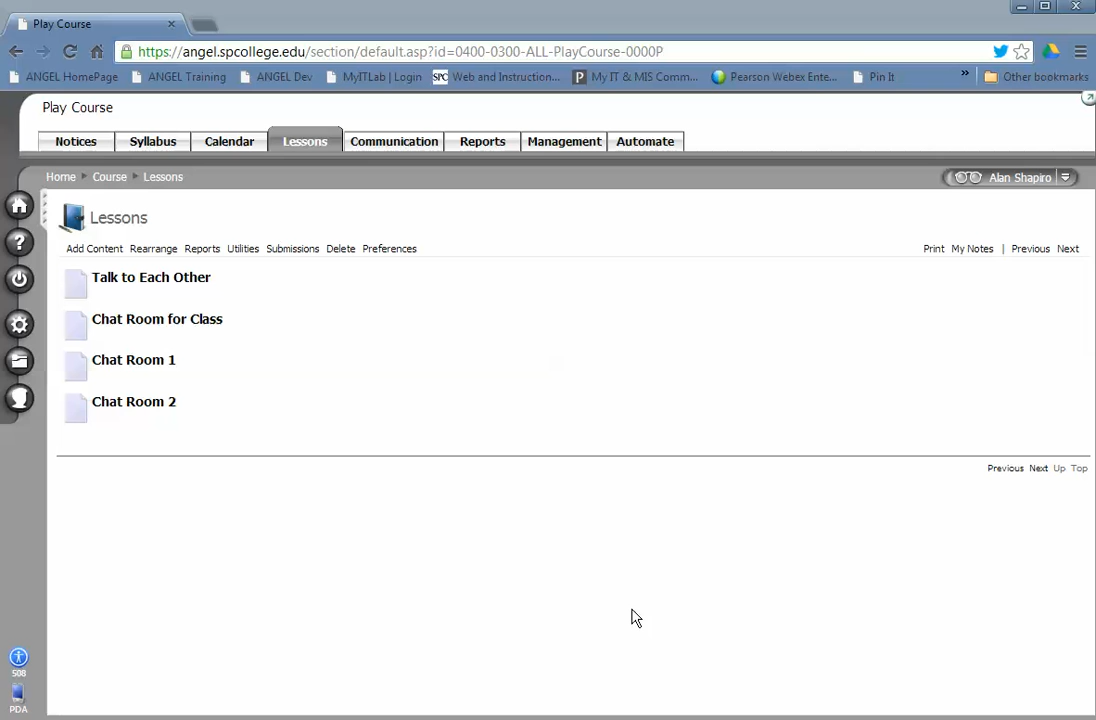 Play Course
https://angel.spcollege.edu/section/default.asp?id=0400-0300-ALL-PlayCourse-0000P
ANGEL HomePage ANGEL Training ANGEL Dev MyITLab | Login SPC Web and Instruction... P My IT & MIS Comm... Pearson Webex Ente... Pin It » Other bookmarks
Play Course
Notices Syllabus Calendar Lessons Communication Reports Management Automate
Home Course Lessons Alan Shapiro
Lessons
Add Content Rearrange Reports Utilities Submissions Delete Preferences Print My Notes | Previous Next
Talk to Each Other
Chat Room for Class
Chat Room 1
Chat Room 2
Previous Next Up Top
?
508
PDA